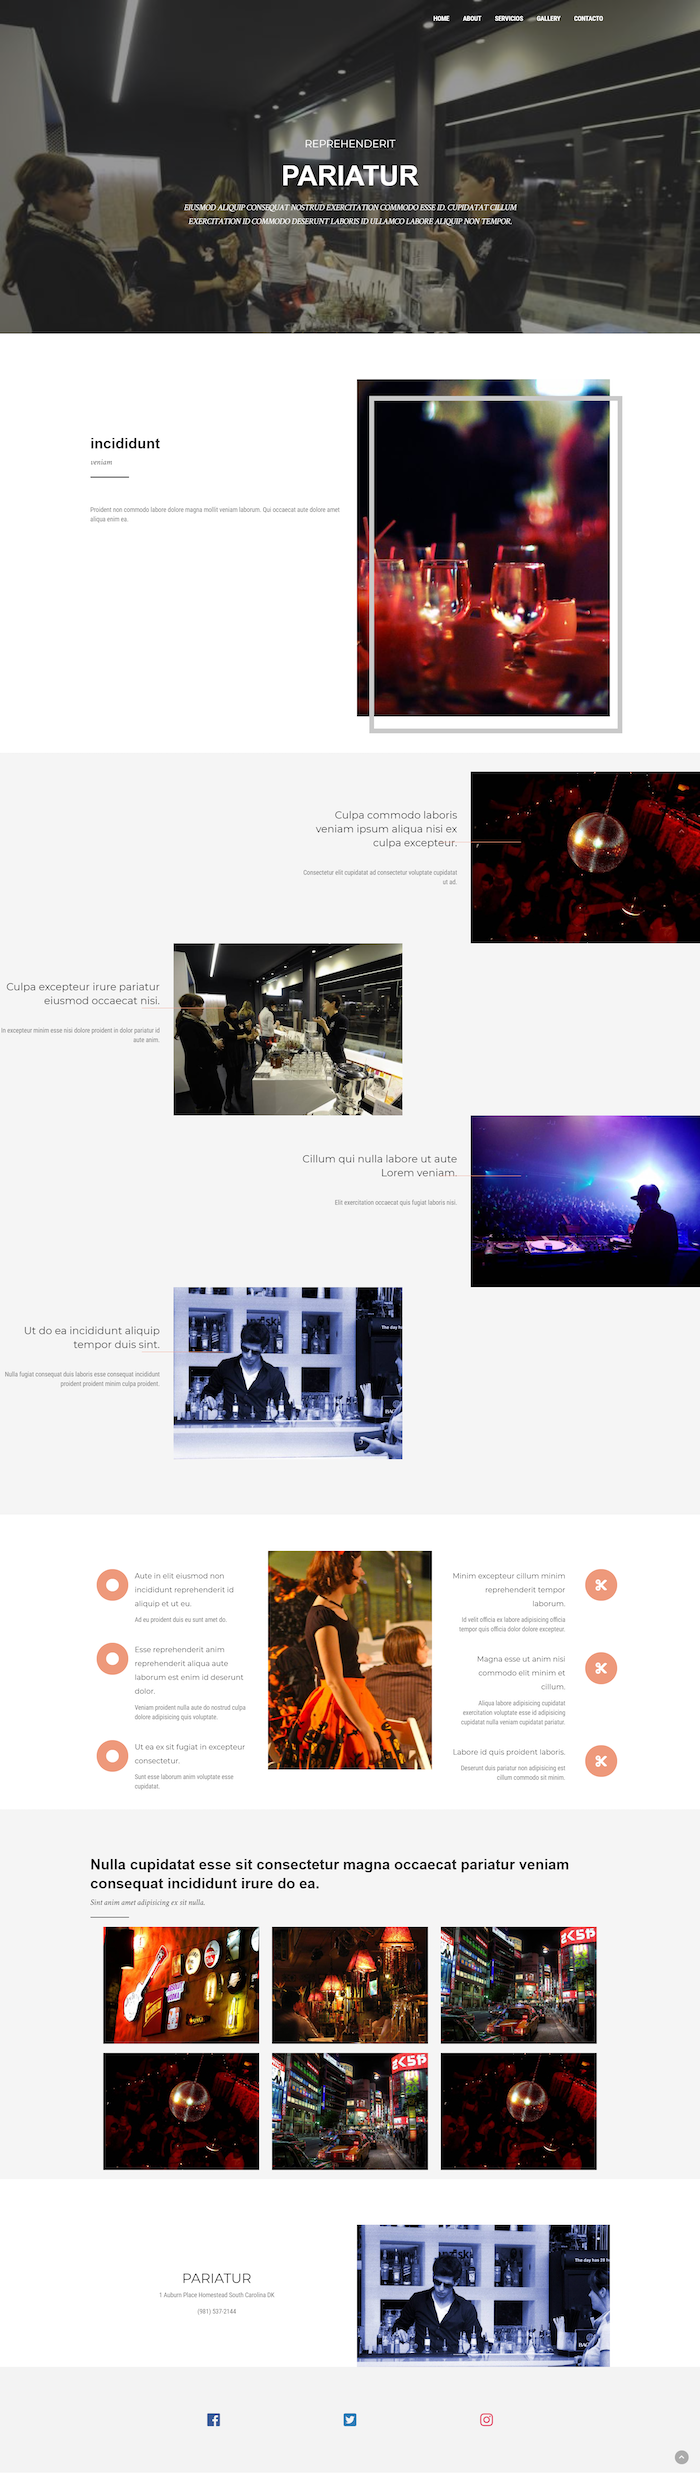 HOME ABOUT SERVICIOS GALLERY CONTACTO
REPREHENDERIT
PARIATUR
EIUSMOD ALIQUIP CONSEQUAT NOSTRUD EXERCITATION COMMODO ESSE ID. CUPIDATAT CILLUM
EXERCITATION ID COMMODO DESERUNT LABORIS ID ULLAMCO LABORE ALIQUIP NON TEMPOR.
incididunt
veniam
Proident non commodo labore dolore magna mollit veniam laborum. Qui occaecat aute dolore amet
aliqua enim ea.
Culpa commodo laboris
veniam ipsum aliqua nisi ex
culpa excepteur.
Consectetur elit cupidatat ad consectetur voluptate cupidatat
ut ad.
Culpa excepteur irure pariatur
eiusmod occaecat nisi.
In excepteur minim esse nisi dolore proident in dolor pariatur id
aute anim.
Cillum qui nulla labore ut aute
Lorem veniam.
Elit exercitation occaecat quis fugiat laboris nisi.
Ut do ea incididunt aliquip
tempor duis sint.
Nulla fugiat consequat duis laboris esse consequat incididunt
proident proident minim culpa proident.
The day h
Aute in elit eiusmod non
incididunt reprehenderit id
aliquip et ut eu.
Ad eu proident duis eu sunt amet do.
Esse reprehenderit anim
reprehenderit aliqua aute
laborum est enim id deserunt
dolor.
Veniam proident nulla aute do nostrud culpa
dolore adipisicing quis voluptate.
Ut ea ex sit fugiat in excepteur
consectetur.
Sunt esse laborum anim voluptate esse
cupidatat.
Minim excepteur cillum minim
reprehenderit tempor
laborum.
Id velit officia ex labore adipisicing officia
tempor quis officia dolor dolore excepteur.
Magna esse ut anim nisi
commodo elit minim et
cillum.
Aliqua labore adipisicing cupidatat
exercitation voluptate esse id adipisicing
cupidatat nulla veniam cupidatat pariatur.
Labore id quis proident laboris.
Deserunt duis pariatur non adipisicing est
cillum commodo sit minim.
Nulla cupidatat esse sit consectetur magna occaecat pariatur veniam
consequat incididunt irure do ea.
Sint anim amet adipisicing ex sit nulla.
さくらや
さくらや
PARIATUR
1 Auburn Place Homestead South Carolina DK
(981) 537-2144
The day has 28 h